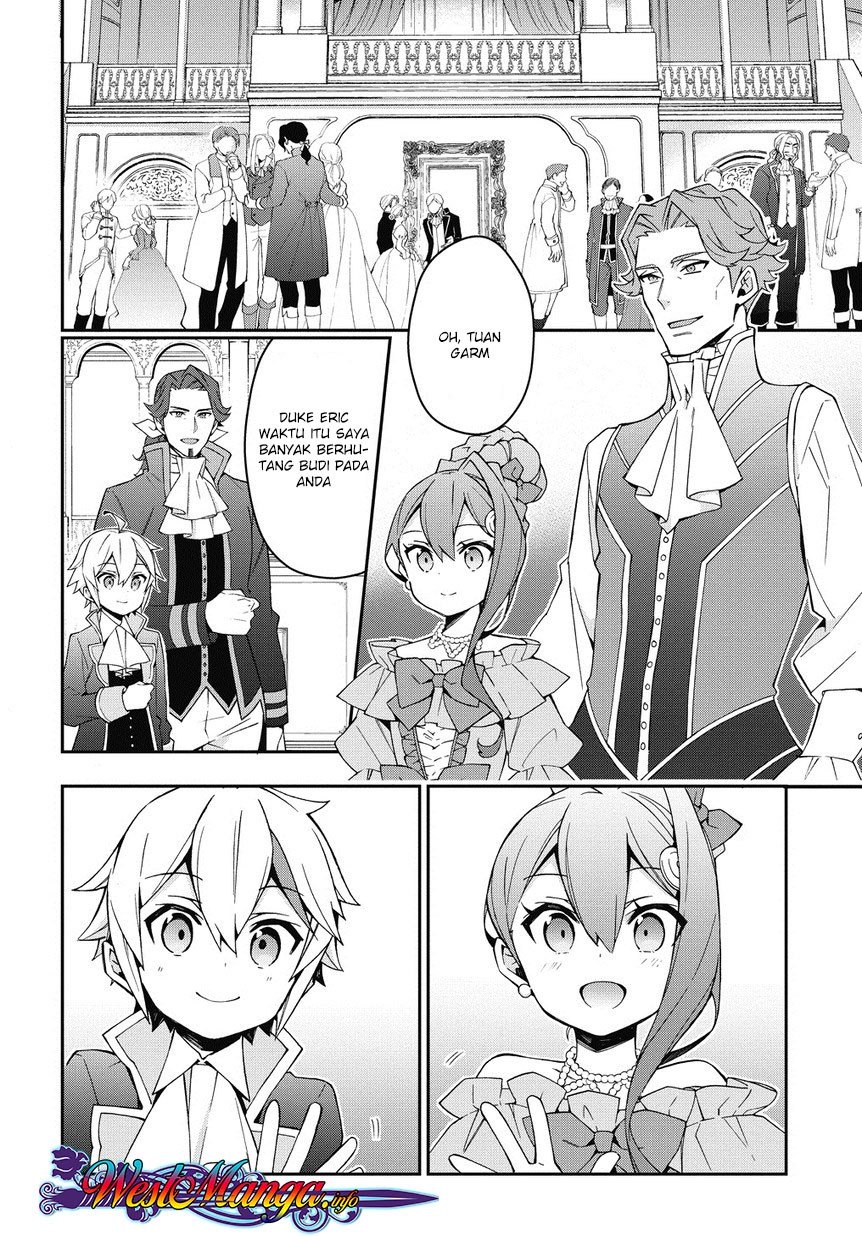 OH, TUAN
GARM
DUKE ERIC
WAKTU ITU SAYA
BANYAK BERHU-
TANG BUDI PADA
ANDA
WestManga.info